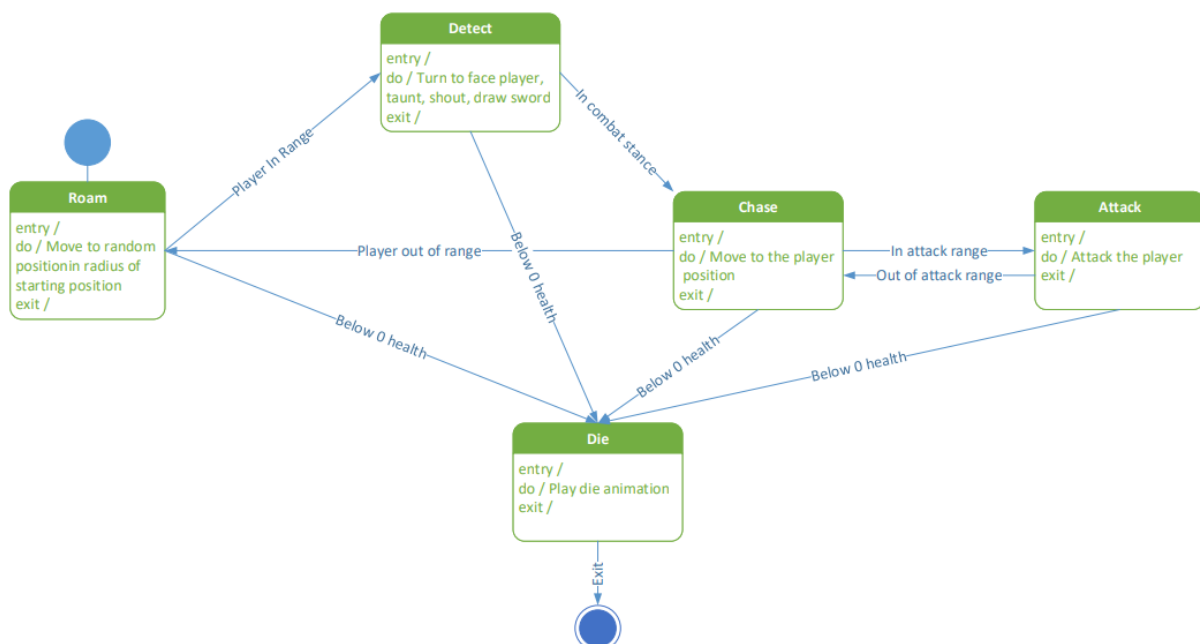 Detect
entry /
do / Turn to face player,
taunt, shout, draw sword
exit /
In combat stance
Player In Range
Roam
entry /
do / Move to random
positionin radius of
starting position
exit /
Below 0 health
Player out of range
Below 0 health
Chase
entry /
do / Move to the player
position
exit /
In attack range
Out of attack range
Attack
entry /
do / Attack the player
exit /
Below 0 health
Below 0 health
Die
entry /
do / Play die animation
exit /
Exit